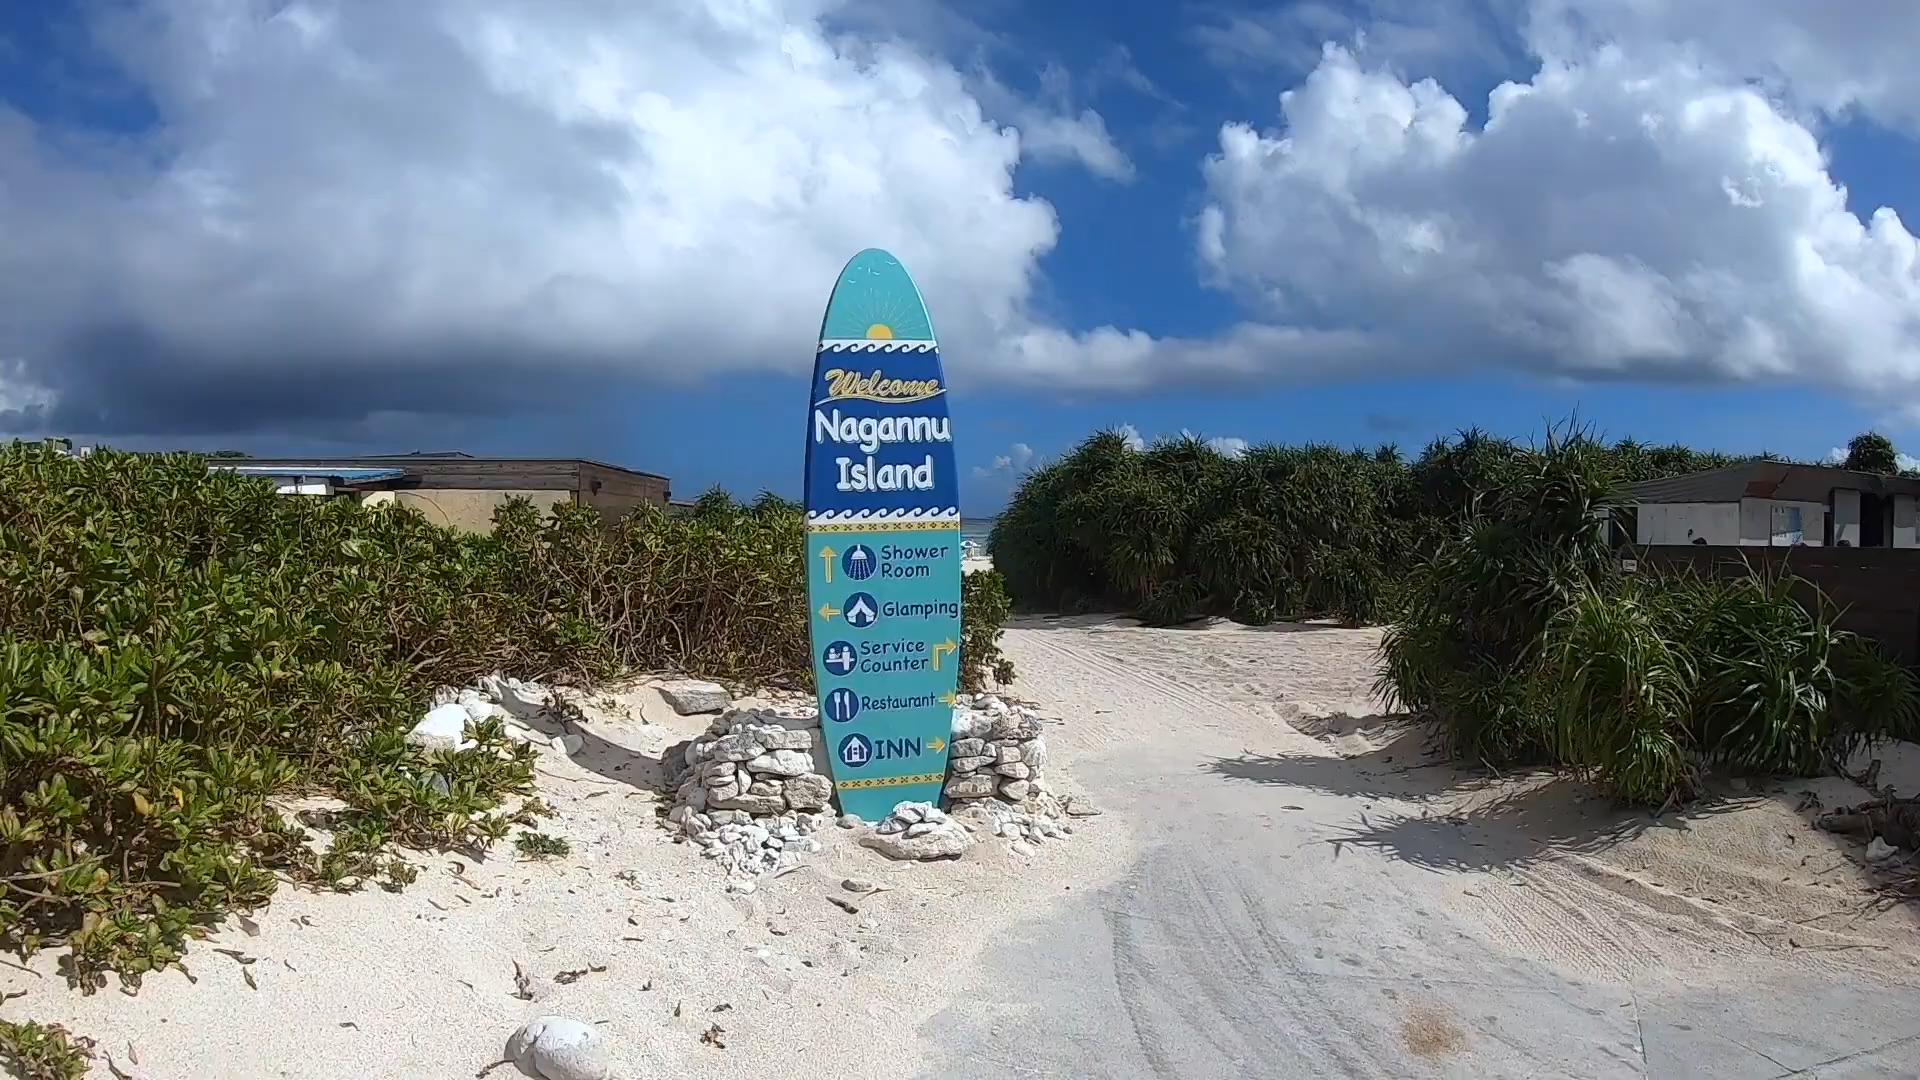 Welcome
Nagannu
Island
Shower
Room
Glamping
Service
Counter
Restaurant
INN